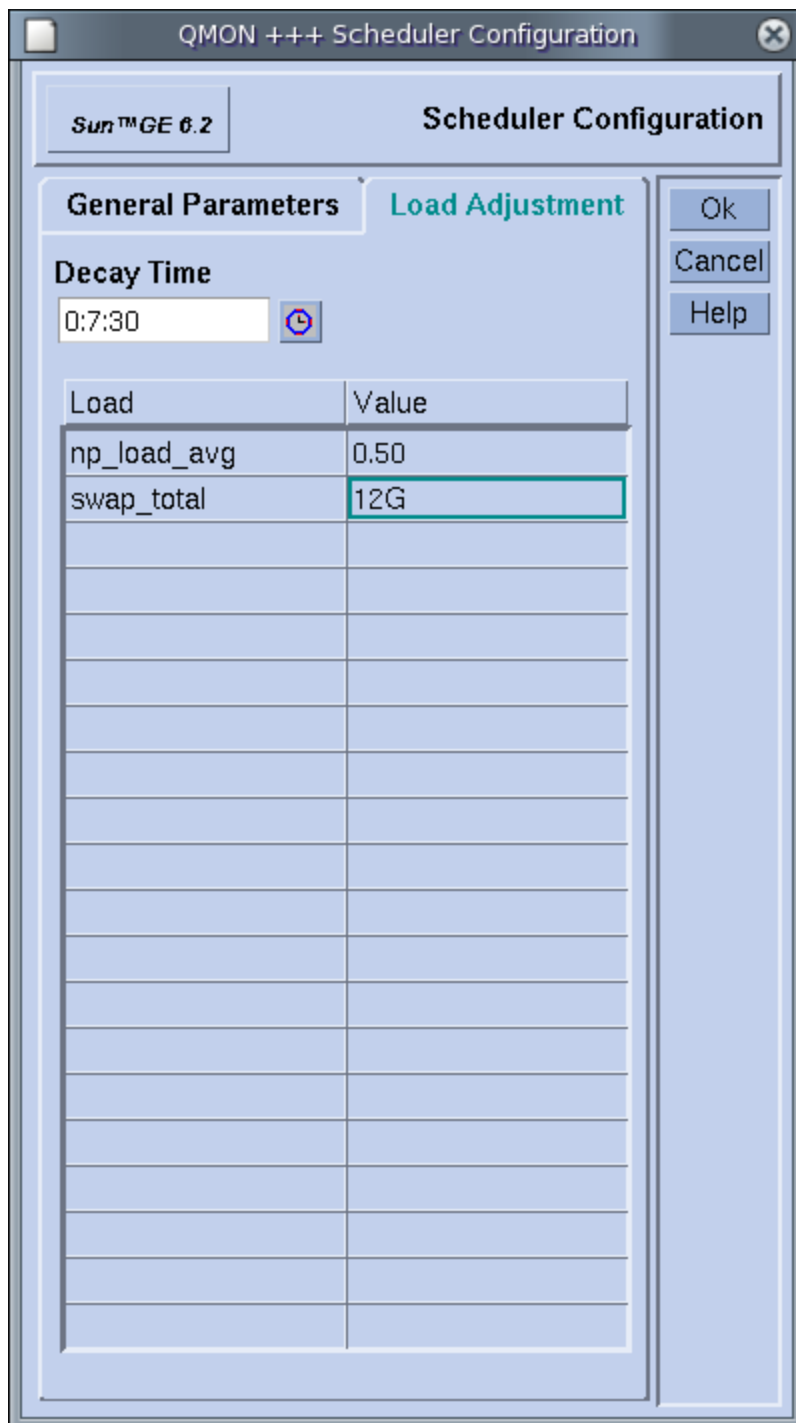 QMON +++ Scheduler Configuration
Sun™GE 6.2
Scheduler Configuration
General Parameters
Load Adjustment
Ok
Cancel
Help
Decay Time
0:7:30
Load Value
np_load_avg 0.50
swap_total 12G